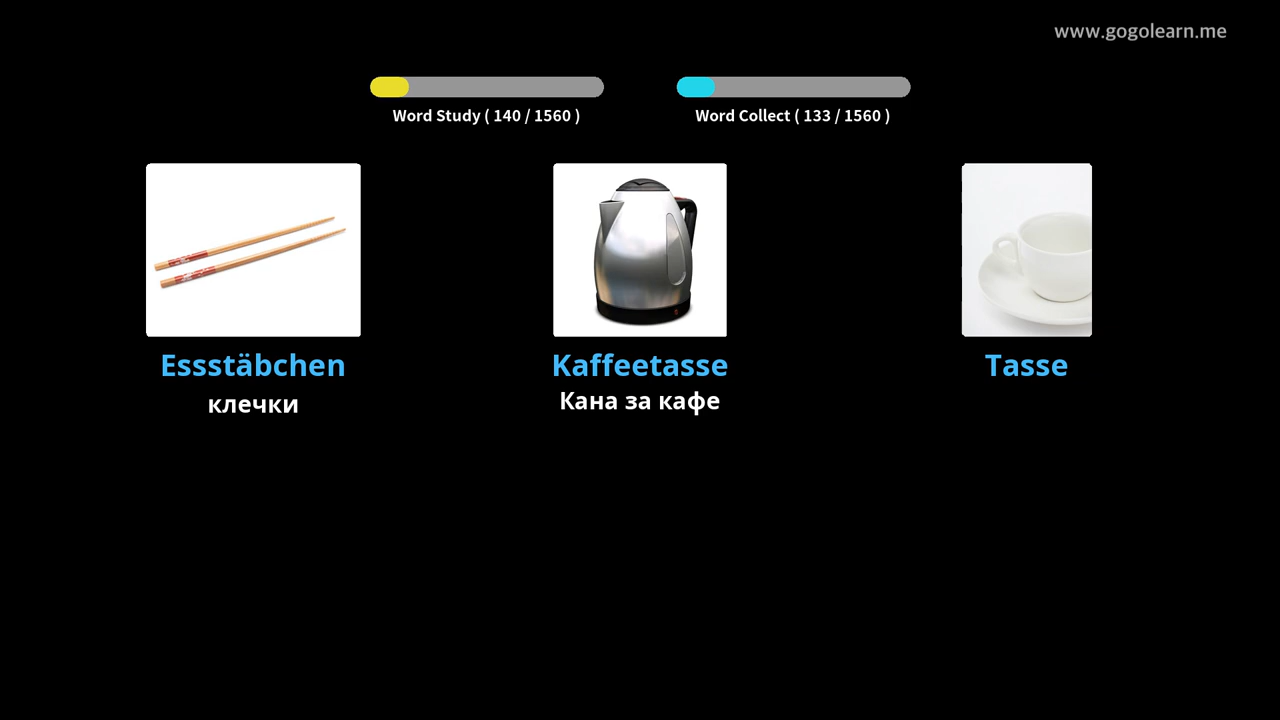 www.gogolearn.me
Word Study ( 140 / 1560 )
Word Collect ( 133 / 1560 )
Essstäbchen
Kaffeetasse
Tasse
клечки
Кана за кафе